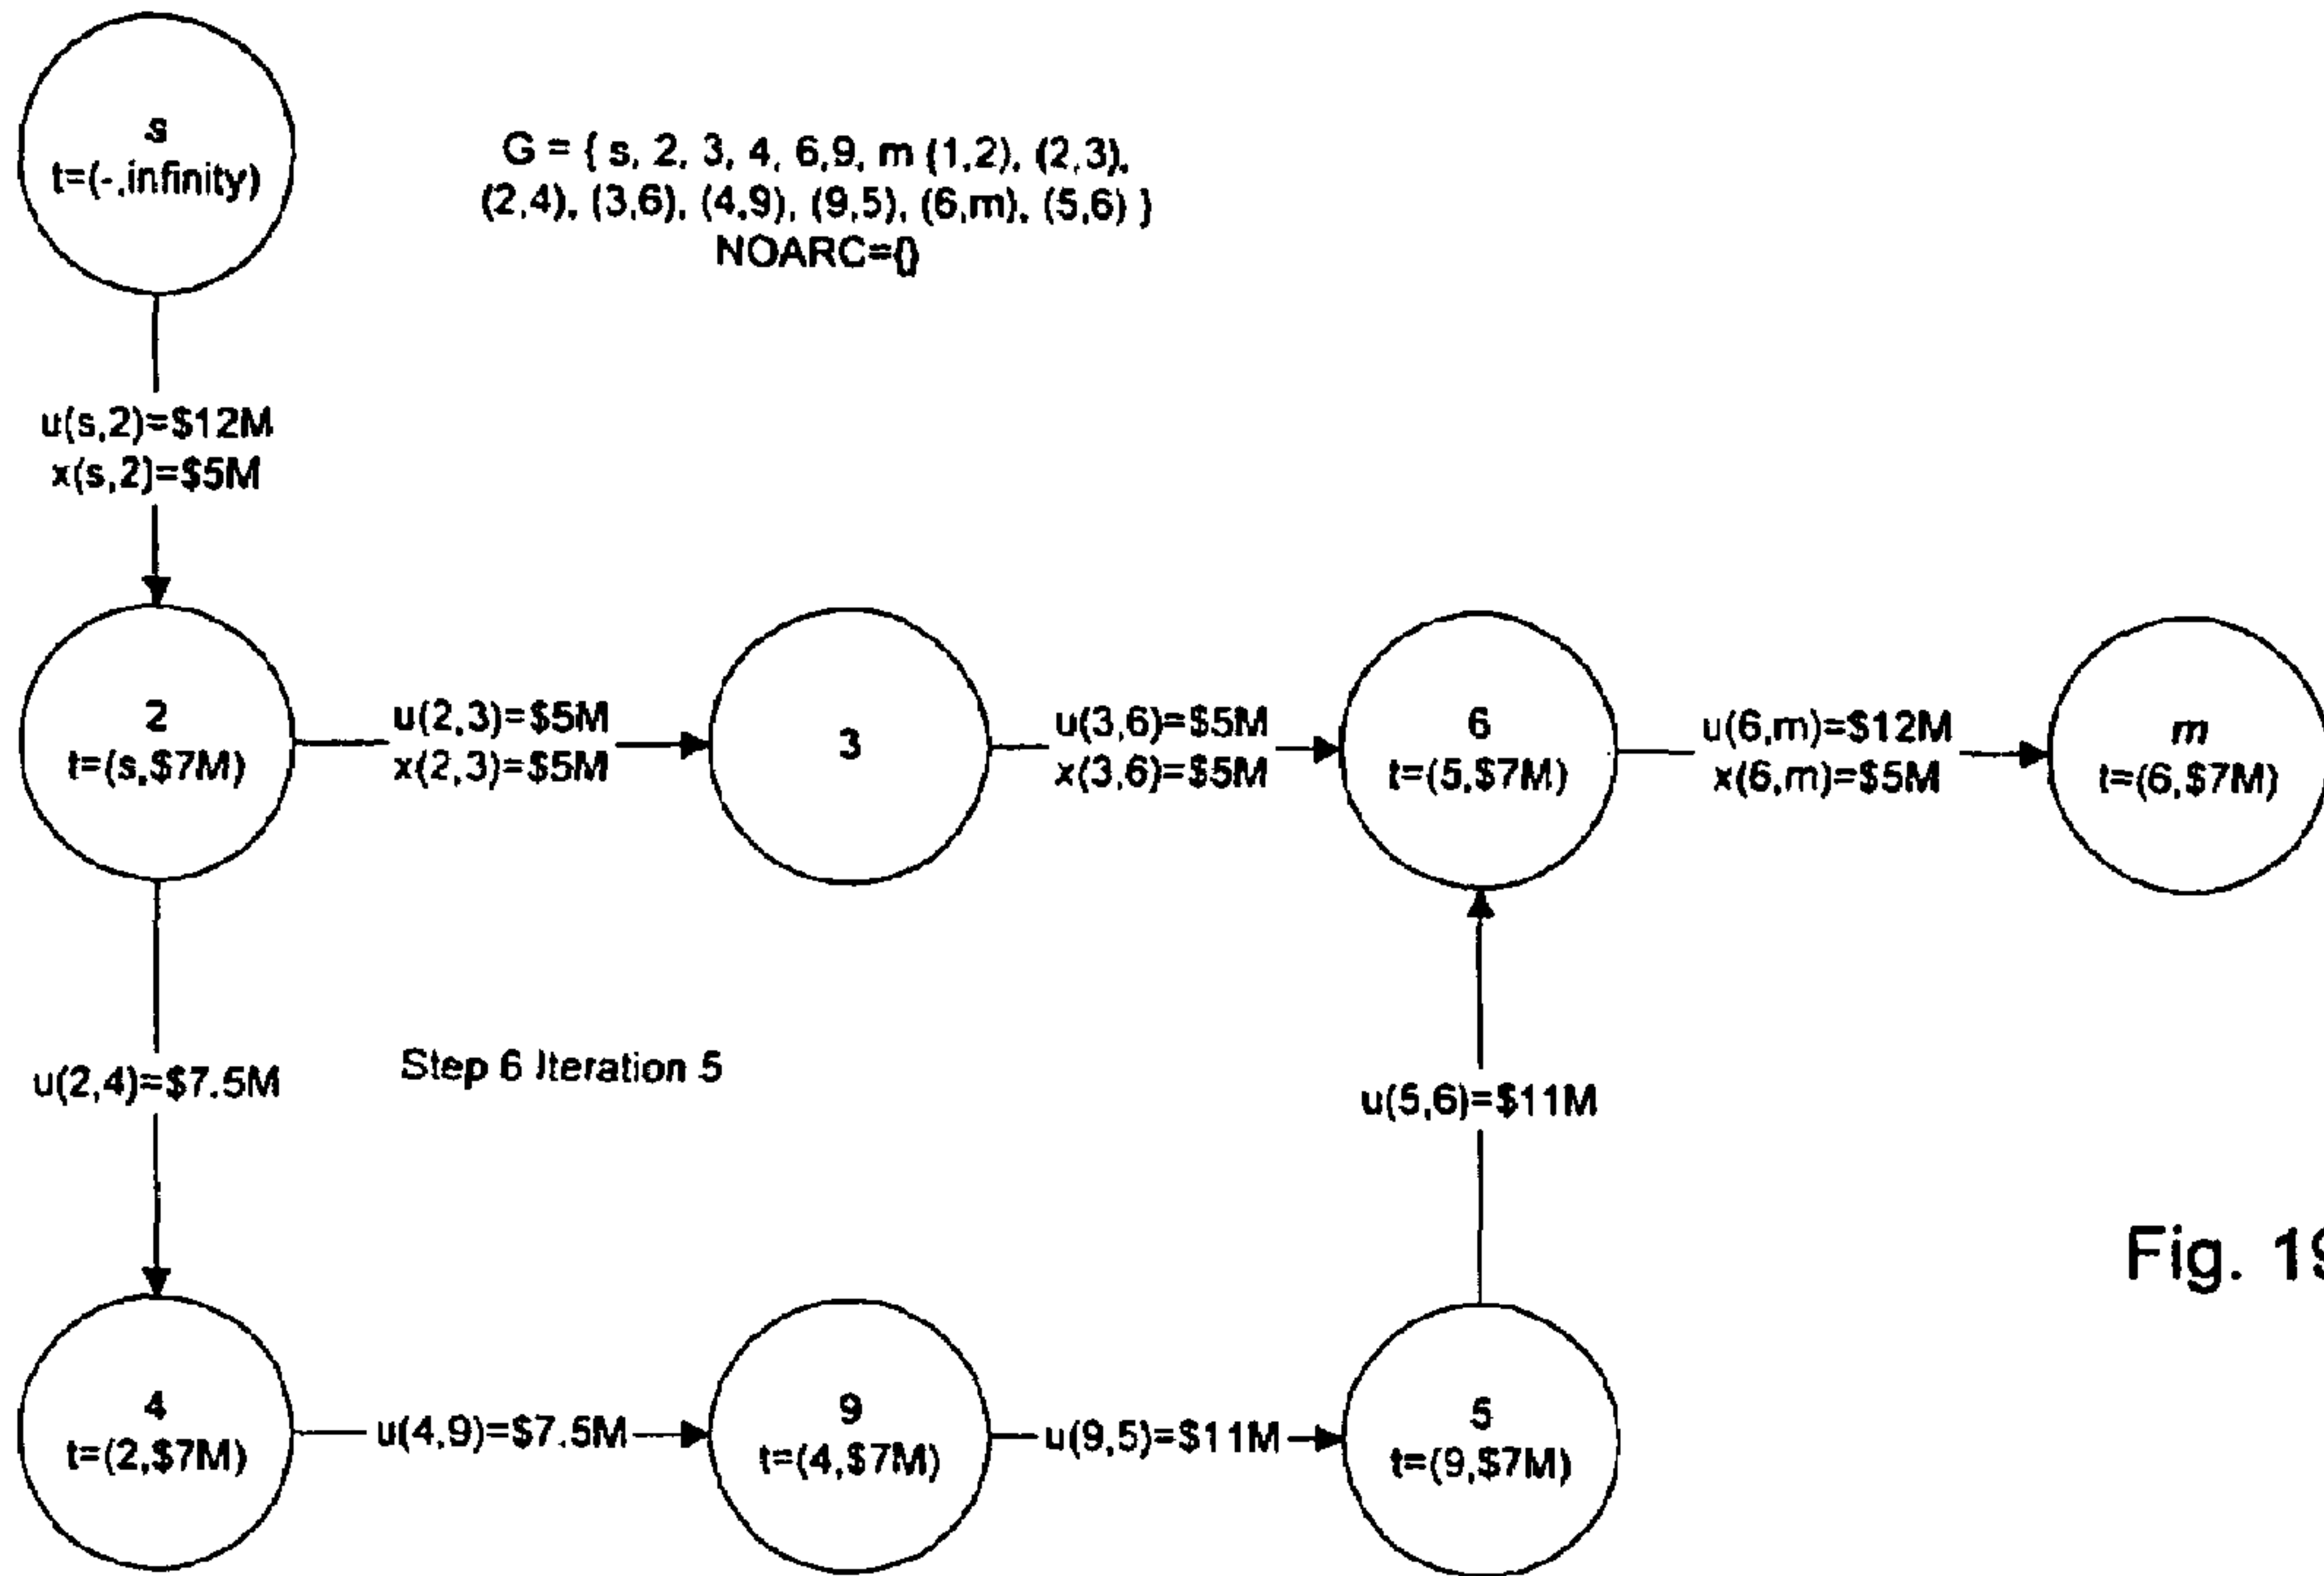 s
t=(-,infinity)
G = { s, 2, 3, 4, 6,9, m (1,2), (2,3),
(2,4), (3,6), (4,9), (9,5), (6,m), (5,6) }
NOARC={}
u(s,2)=$12M
x(s,2)=$5M
2
t=(s,$7M)
u(2,3)=$5M
x(2,3)=$5M
3
u(3,6)=$5M
x(3,6)=$5M
6
t=(5,$7M)
u(6,m)=$12M
x(6,m)=$5M
m
t=(6,$7M)
u(2,4)=$7.5M
Step 6 Iteration 5
u(5,6)=$11M
Fig. 19
4
t=(2,$7M)
u(4,9)=$7.5M
9
t=(4,$7M)
u(9,5)=$11M
5
t=(9,$7M)